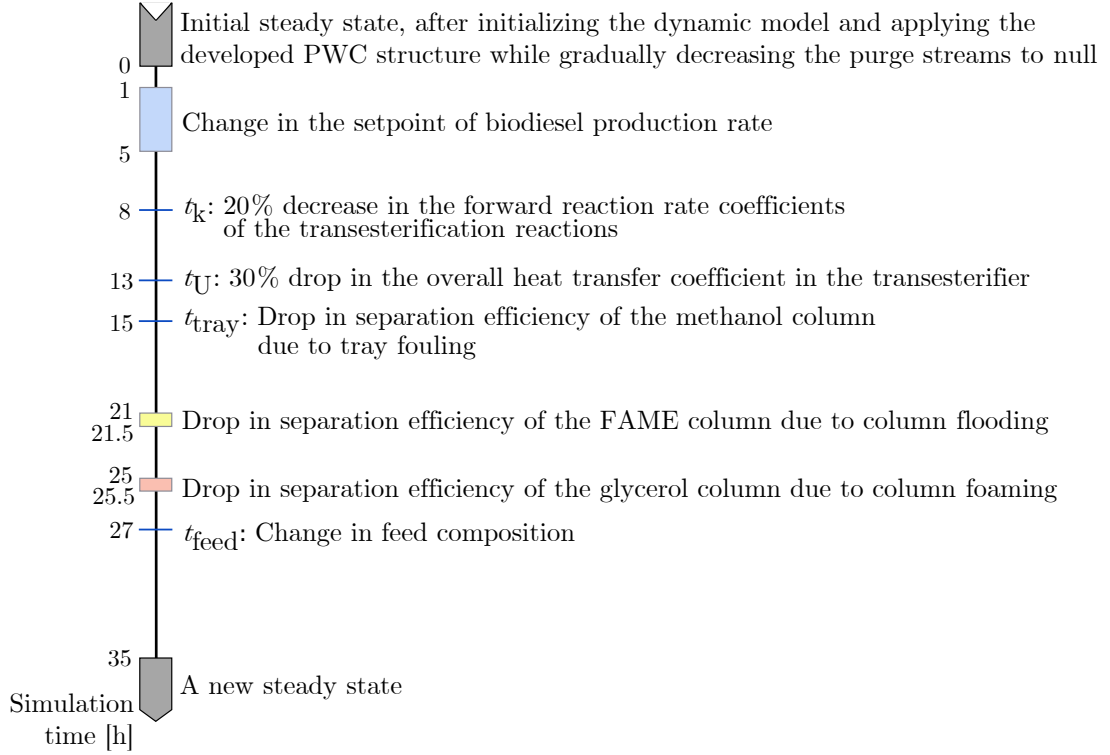 Initial steady state, after initializing the dynamic model and applying the
developed PWC structure while gradually decreasing the purge streams to null
0
1
Change in the setpoint of biodiesel production rate
5
8 tk: 20% decrease in the forward reaction rate coefficients
of the transesterification reactions
13 tU: 30% drop in the overall heat transfer coefficient in the transesterifier
15 ttray: Drop in separation efficiency of the methanol column
due to tray fouling
21
Drop in separation efficiency of the FAME column due to column flooding
21.5
25
Drop in separation efficiency of the glycerol column due to column foaming
25.5
27 tfeed: Change in feed composition
35
A new steady state
Simulation
time [h]